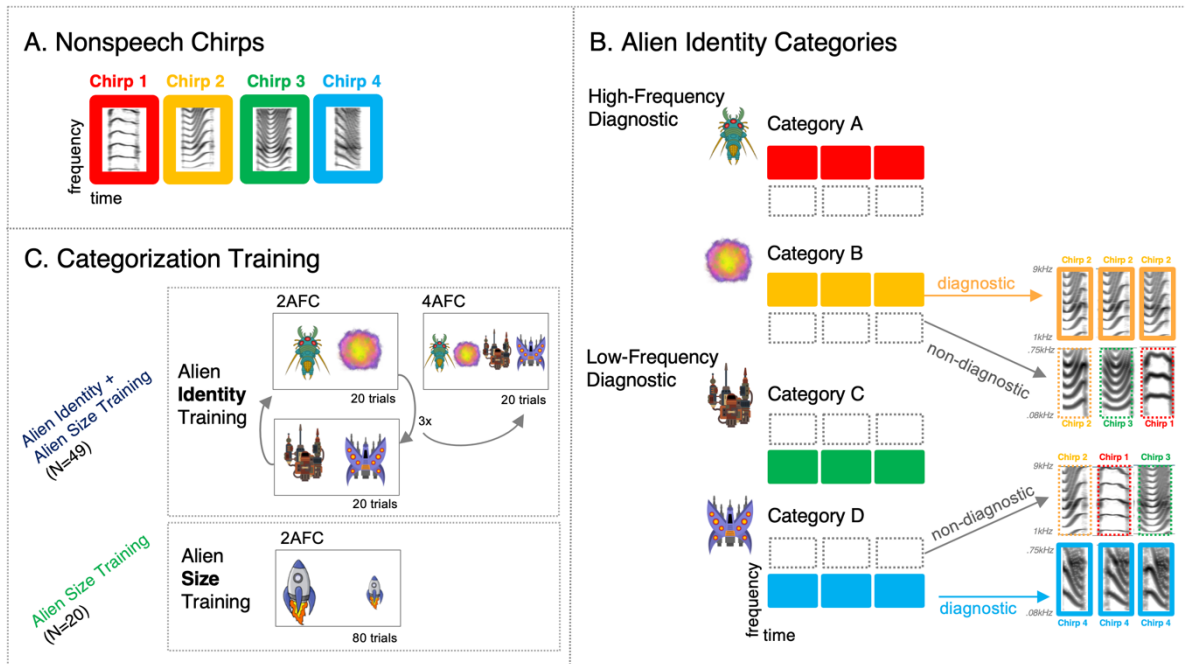 A. Nonspeech Chirps
Chirp 1 Chirp 2 Chirp 3 Chirp 4
frequency
time
C. Categorization Training
2AFC
4AFC
Alien
Identity
Training
20 trials
20 trials
3x
20 trials
Alien Identity +
Alien Size Training
(N=49)
2AFC
Alien
Size
Training
80 trials
Alien Size Training
(N=20)
B. Alien Identity Categories
High-Frequency
Diagnostic
Category A
Category B
diagnostic
non-diagnostic
Chirp 2 Chirp 2 Chirp 2
9kHz
1kHz
.75kHz
.08kHz
Chirp 2 Chirp 3 Chirp 1
Low-Frequency
Diagnostic
Category C
Category D
non-diagnostic
diagnostic
Chirp 2 Chirp 1 Chirp 3
9kHz
1kHz
.75kHz
.08kHz
Chirp 4 Chirp 4 Chirp 4
frequency
time